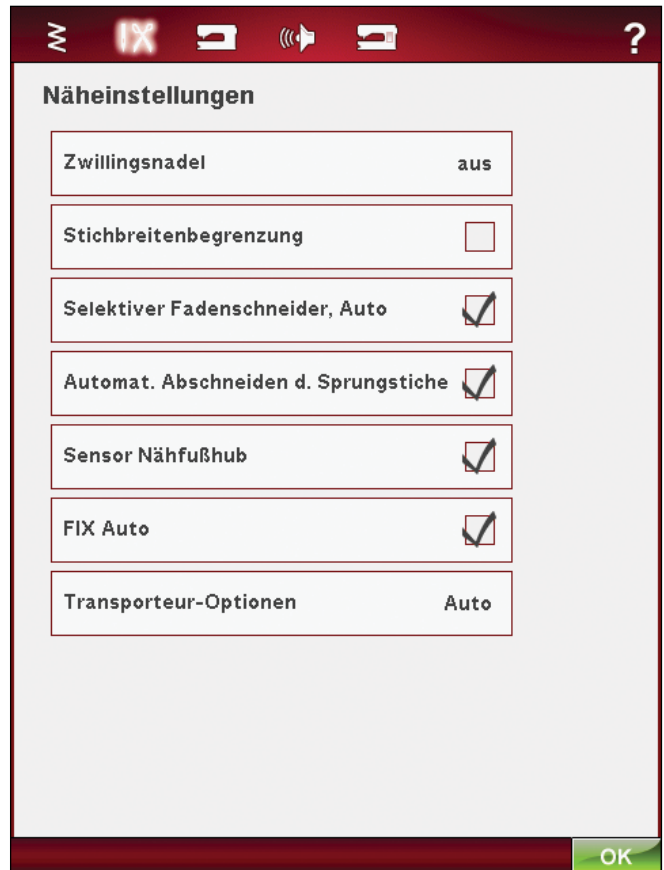 ?
Näheinstellungen
Zwillingsnadel aus
Stichbreitenbegrenzung
Selektiver Fadenschneider, Auto
Automat. Abschneiden d. Sprungstiche
Sensor Nähfußhub
FIX Auto
Transporteur-Optionen Auto
OK